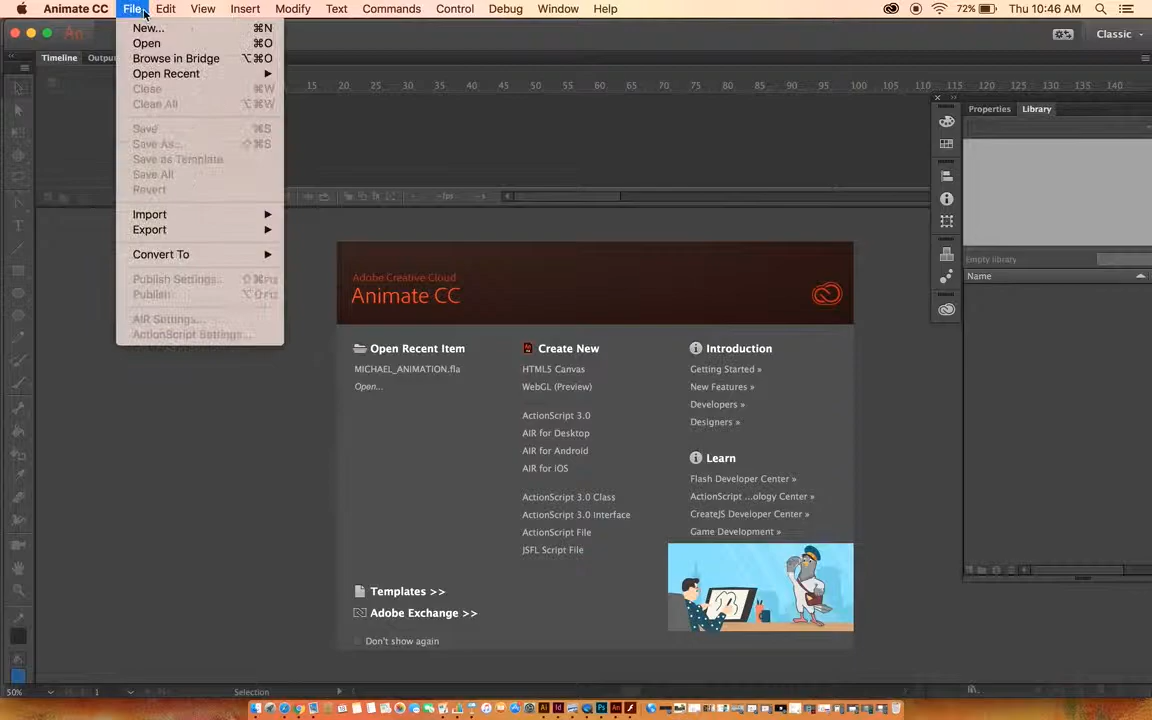 Animate CC File Edit View Insert Modify Text Commands Control Debug Window Help 72% Thu 10:46 AM
An Classic
Timeline Outpu
New... ⌘N
Open ⌘O
Browse in Bridge ⌥⌘O
Open Recent
Close ⌘W
Close All ⌥⌘W
Save ⌘S
Save As... ⇧⌘S
Save as Template
Save All
Revert
Import
Export
Convert To
Publish Settings... ⇧⌘F12
Publish ⌥⇧F12
AIR Settings...
ActionScript Settings...
15 20 25 30 35 40 45 50 55 60 65 70 75 80 85 90 95 100 105 110 115 120 125 130 135 140
fps
Properties Library
Empty library
Name
Adobe Creative Cloud
Animate CC
Open Recent Item
MICHAEL_ANIMATION.fla
Open...
Create New
HTML5 Canvas
WebGL (Preview)
ActionScript 3.0
AIR for Desktop
AIR for Android
AIR for iOS
ActionScript 3.0 Class
ActionScript 3.0 Interface
ActionScript File
JSFL Script File
Introduction
Getting Started »
New Features »
Developers »
Designers »
Learn
Flash Developer Center »
ActionScript ...ology Center »
CreateJS Developer Center »
Game Development »
Templates >>
Adobe Exchange >>
Don't show again
50% 1 Selection